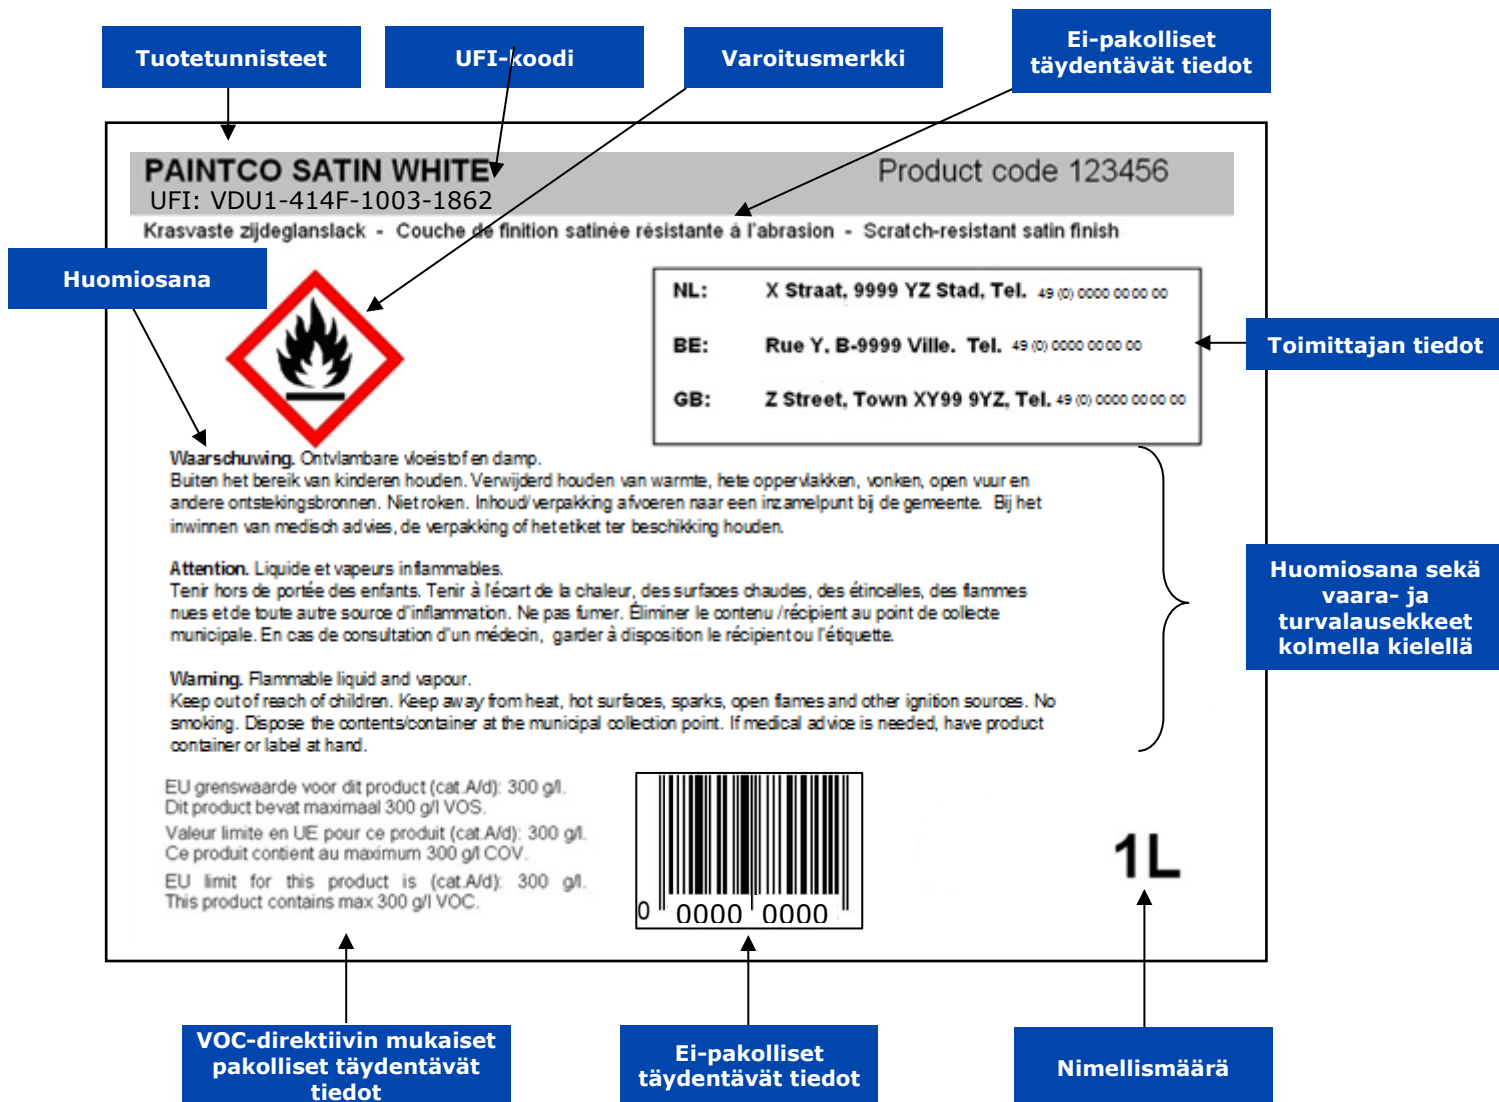 Tuotetunnisteet
UFI-koodi
Varoitusmerkki
Ei-pakolliset
täydentävät tiedot
PAINTCO SATIN WHITE
Product code 123456
UFI: VDU1-414F-1003-1862
Krasvaste zijdeglanslack - Couche de finition satinée résistante à l'abrasion - Scratch-resistant satin finish
Huomiosana
NL: X Straat, 9999 YZ Stad, Tel. 49 (0) 0000 0000 00
BE: Rue Y, B-9999 Ville. Tel. 49 (0) 0000 0000 00
GB: Z Street, Town XY99 9YZ, Tel. 49 (0) 0000 0000 00
Toimittajan tiedot
Waarschuwing. Ontvlambare vloeistof en damp.
Buiten het bereik van kinderen houden. Verwijderd houden van warmte, hete oppervlakken, vonken, open vuur en
andere ontstekingsbronnen. Niet roken. Inhoud/verpakking afvoeren naar een inzamelpunt bij de gemeente. Bij het
inwinnen van medisch advies, de verpakking of het etiket ter beschikking houden.
Attention. Liquide et vapeurs inflammables.
Tenir hors de portée des enfants. Tenir à l'écart de la chaleur, des surfaces chaudes, des étincelles, des flammes
nues et de toute autre source d'inflammation. Ne pas fumer. Éliminer le contenu /récipient au point de collecte
municipale. En cas de consultation d'un médecin, garder à disposition le récipient ou l'étiquette.
Warning. Flammable liquid and vapour.
Keep out of reach of children. Keep away from heat, hot surfaces, sparks, open flames and other ignition sources. No
smoking. Dispose the contents/container at the municipal collection point. If medical advice is needed, have product
container or label at hand.
Huomiosana sekä
vaara- ja
turvalausekkeet
kolmella kielellä
EU grenswaarde voor dit product (cat.A/d): 300 g/l.
Dit product bevat maximaal 300 g/l VOS.
Valeur limite en UE pour ce produit (cat.A/d): 300 g/l.
Ce produit contient au maximum 300 g/l COV.
EU limit for this product is (cat.A/d): 300 g/l.
This product contains max 300 g/l VOC.
0 0000 0000
1L
VOC-direktiivin mukaiset
pakolliset täydentävät
tiedot
Ei-pakolliset
täydentävät tiedot
Nimellismäärä